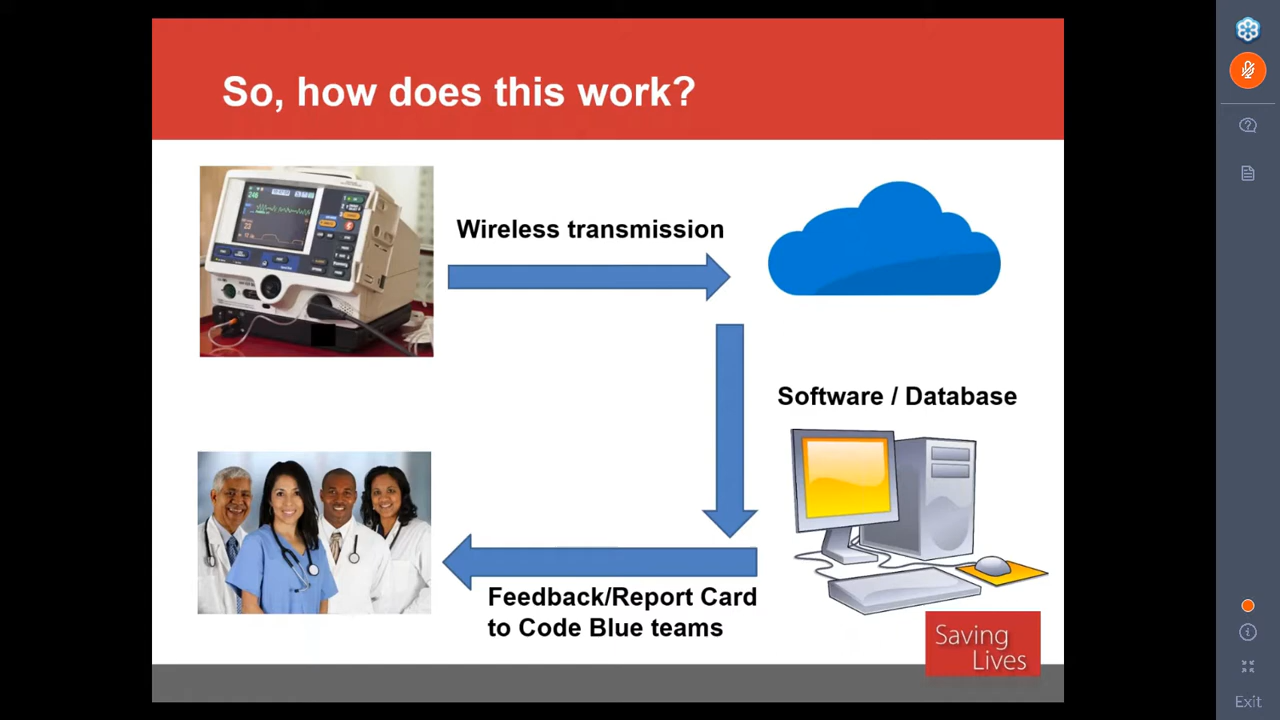 So, how does this work?
Wireless transmission
Software / Database
Feedback/Report Card
to Code Blue teams
Saving
Lives
Exit